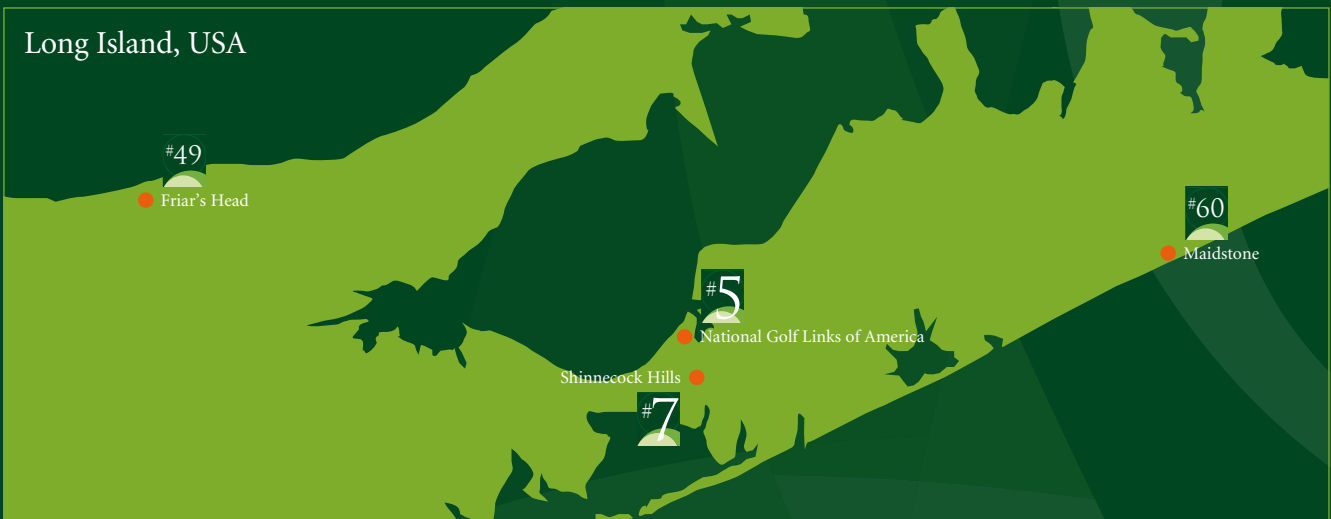 Long Island, USA
#49
Friar's Head
#60
Maidstone
#5
National Golf Links of America
Shinnecock Hills
#7